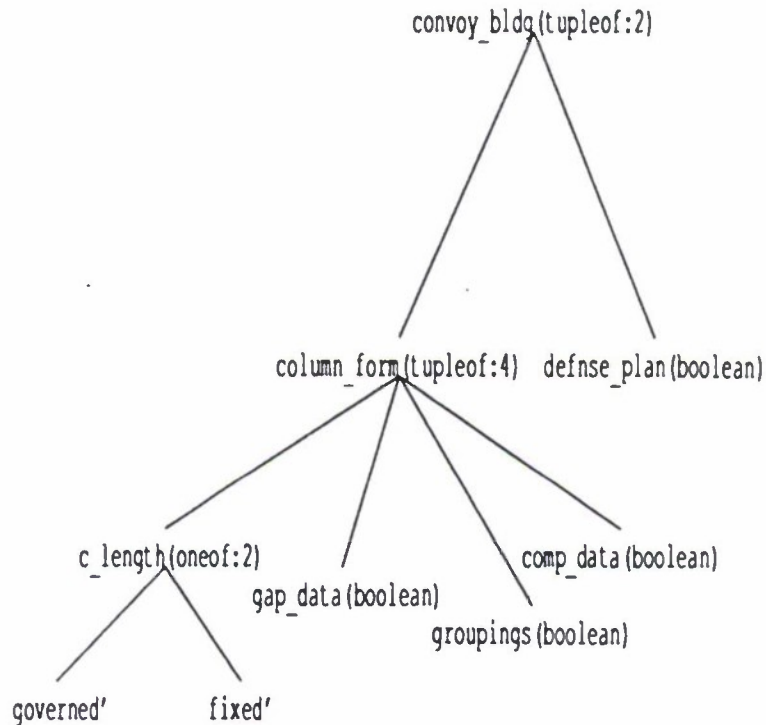 convoy_bldg(tupleof:2)
column_form(tupleof:4) defnse_plan(boolean)
c_length(oneof:2)
comp_data(boolean)
gap_data(boolean)
groupings(boolean)
governed'
fixed'